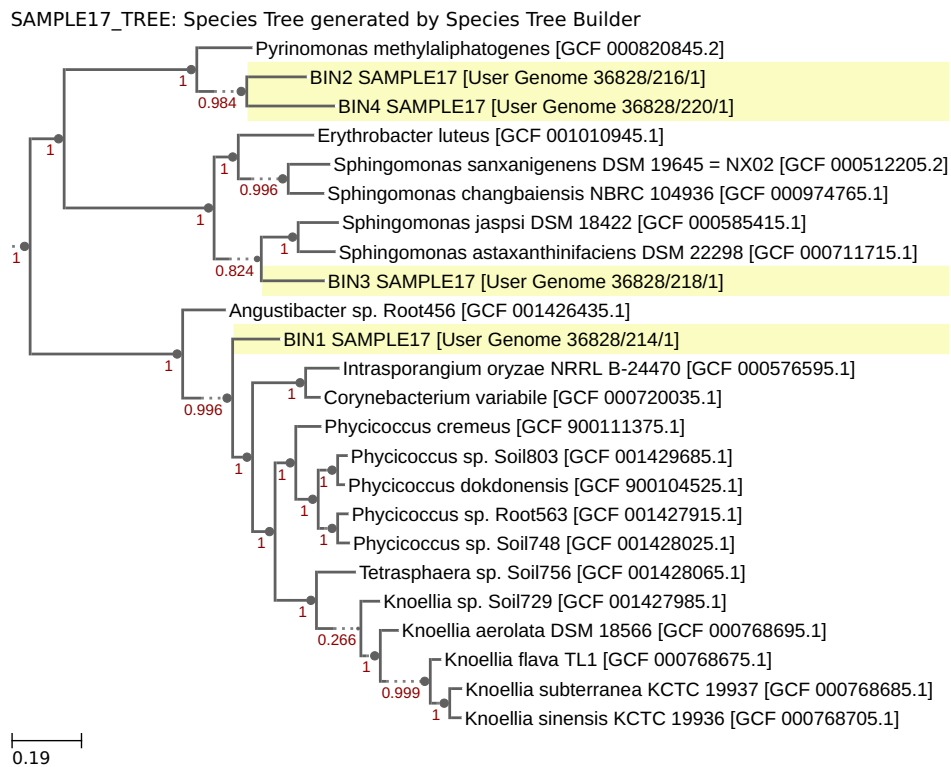 SAMPLE17_TREE: Species Tree generated by Species Tree Builder
Pyrinomonas methylaliphatogenes [GCF 000820845.2]
1
BIN2 SAMPLE17 [User Genome 36828/216/1]
0.984
BIN4 SAMPLE17 [User Genome 36828/220/1]
1
Erythrobacter luteus [GCF 001010945.1]
1
Sphingomonas sanxanigenens DSM 19645 = NX02 [GCF 000512205.2]
0.996
Sphingomonas changbaiensis NBRC 104936 [GCF 000974765.1]
1
Sphingomonas jaspsi DSM 18422 [GCF 000585415.1]
1
Sphingomonas astaxanthinifaciens DSM 22298 [GCF 000711715.1]
1
0.824
BIN3 SAMPLE17 [User Genome 36828/218/1]
Angustibacter sp. Root456 [GCF 001426435.1]
BIN1 SAMPLE17 [User Genome 36828/214/1]
1
Intrasporangium oryzae NRRL B-24470 [GCF 000576595.1]
1
Corynebacterium variabile [GCF 000720035.1]
0.996
Phycicoccus cremeus [GCF 900111375.1]
Phycicoccus sp. Soil803 [GCF 001429685.1]
1
1
1
Phycicoccus dokdonensis [GCF 900104525.1]
1
Phycicoccus sp. Root563 [GCF 001427915.1]
1
1
Phycicoccus sp. Soil748 [GCF 001428025.1]
Tetrasphaera sp. Soil756 [GCF 001428065.1]
Knoellia sp. Soil729 [GCF 001427985.1]
1
Knoellia aerolata DSM 18566 [GCF 000768695.1]
0.266
Knoellia flava TL1 [GCF 000768675.1]
1
Knoellia subterranea KCTC 19937 [GCF 000768685.1]
0.999
Knoellia sinensis KCTC 19936 [GCF 000768705.1]
1
0.19